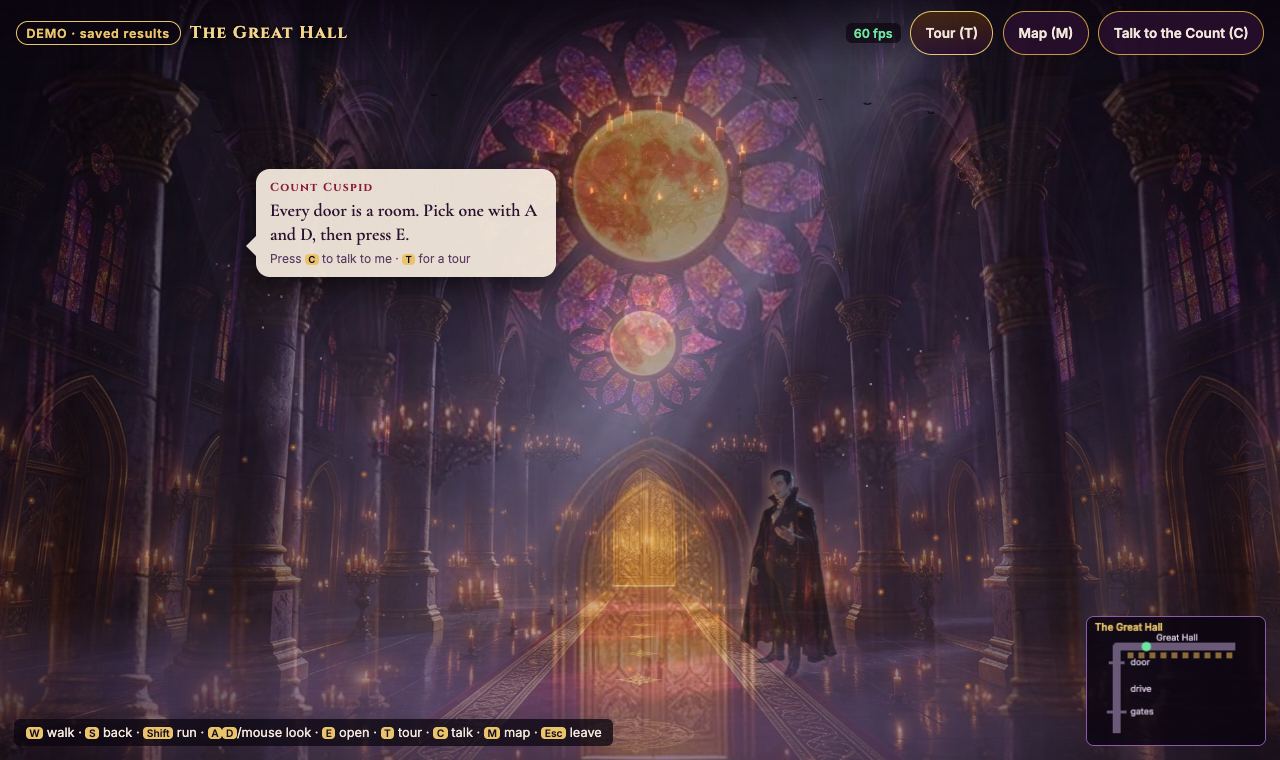 DEMO · saved results
The Great Hall
60 fps
Tour (T)
Map (M)
Talk to the Count (C)
Count Cuspid
Every door is a room. Pick one with A
and D, then press E.
Press C to talk to me · T for a tour
The Great Hall
Great Hall
door
drive
gates
W walk · S back · Shift run · A D/mouse look · E open · T tour · C talk · M map · Esc leave